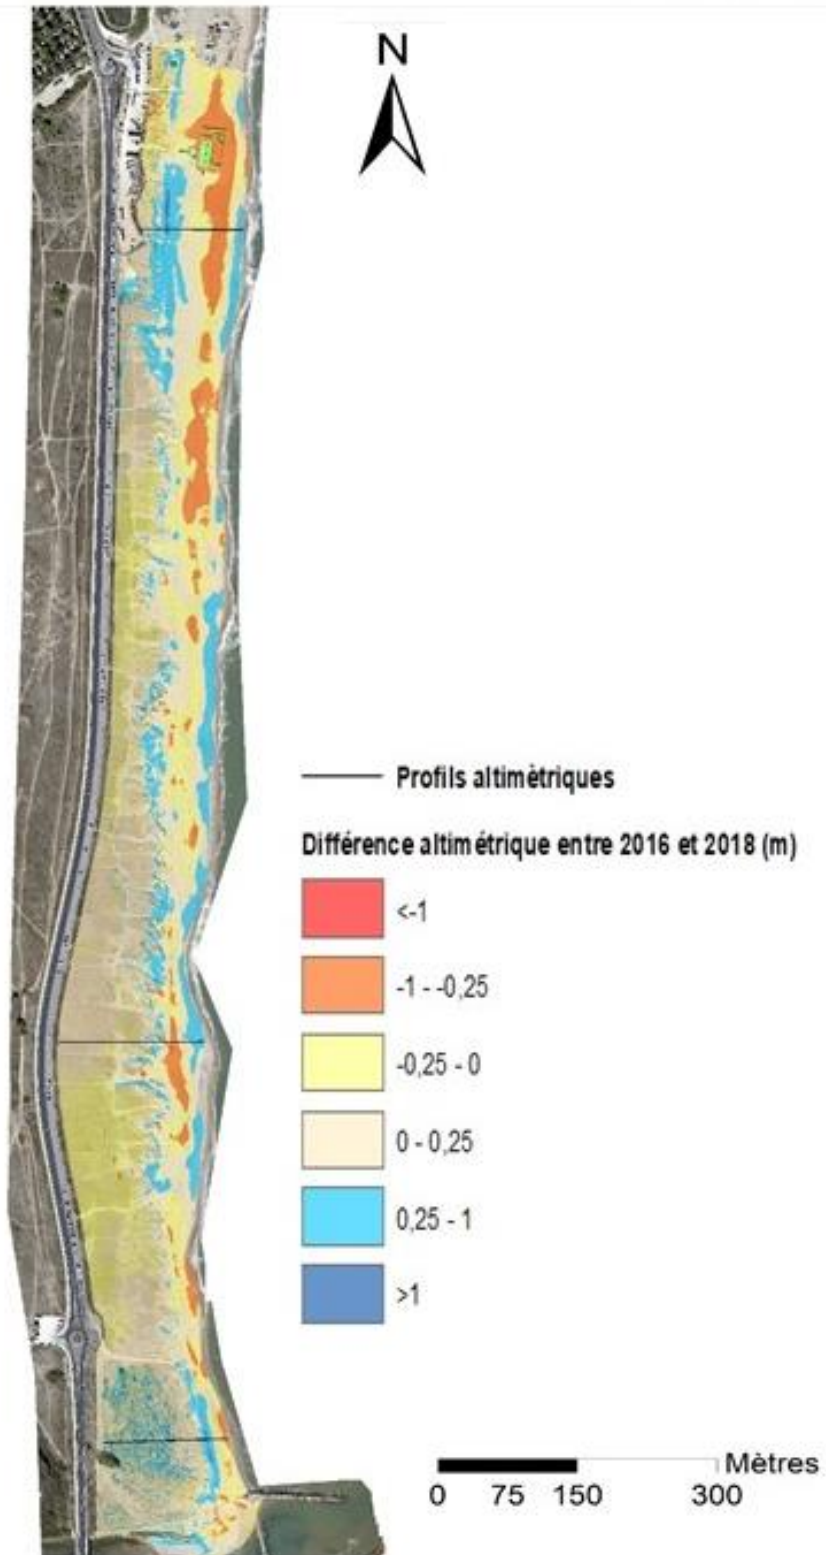 N
Profils altimètriques
Différence altimétrique entre 2016 et 2018 (m)
<-1
-1 - -0,25
-0,25 - 0
0 - 0,25
0,25 - 1
>1
Mètres
0 75 150 300